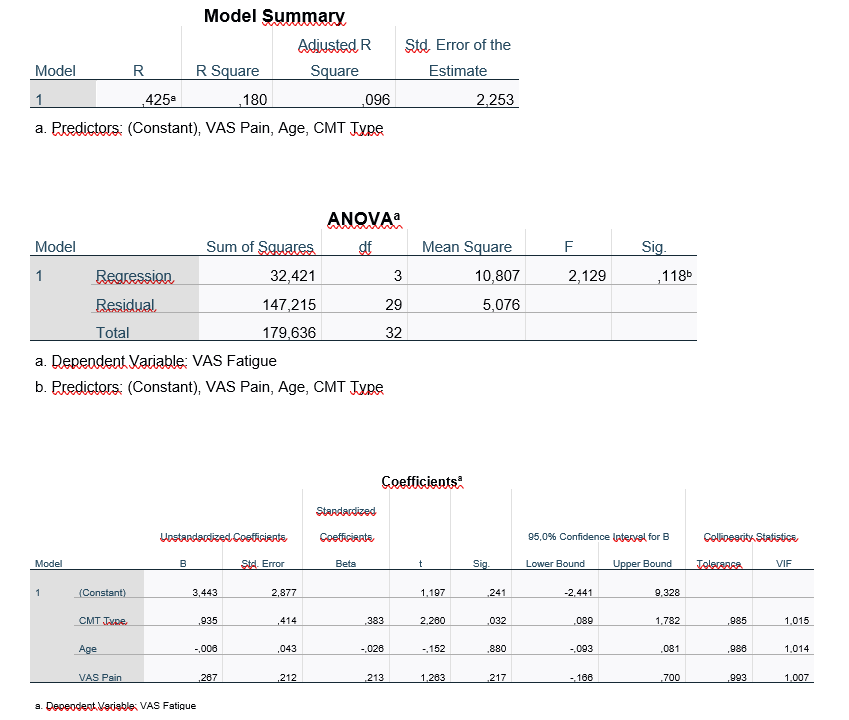 Model Summary
Adjusted R Std. Error of the
Model R R Square Square Estimate
1 ,425a ,180 ,096 2,253
a. Predictors: (Constant), VAS Pain, Age, CMT Type
ANOVAa
Model Sum of Squares df Mean Square F Sig.
1 Regression 32,421 3 10,807 2,129 ,118b
Residual 147,215 29 5,076
Total 179,636 32
a. Dependent Variable: VAS Fatigue
b. Predictors: (Constant), VAS Pain, Age, CMT Type
Coefficientsa
Standardized
Unstandardized Coefficients Coefficients 95,0% Confidence Interval for B Collinearity Statistics
Model B Std. Error Beta t Sig. Lower Bound Upper Bound Tolerance VIF
1 (Constant) 3,443 2,877 1,197 ,241 -2,441 9,328
CMT Type ,935 ,414 ,383 2,260 ,032 ,089 1,782 ,985 1,015
Age -,006 ,043 -,026 -,152 ,880 -,093 ,081 ,986 1,014
VAS Pain ,267 ,212 ,213 1,263 ,217 -,166 ,700 ,993 1,007
a. Dependent Variable: VAS Fatigue